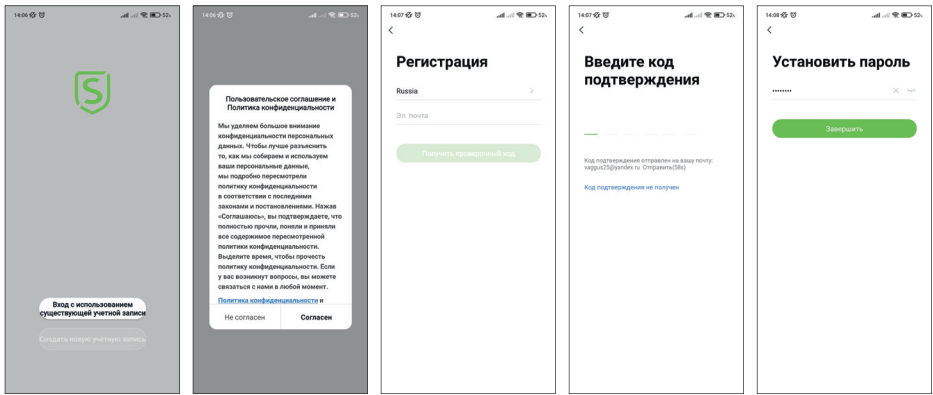 14:06
52%
S
Вход с использованием
существующей учетной записи
Создать новую учетную запись
14:06
52%
Пользовательское соглашение и
Политика конфиденциальности
Мы уделяем большое внимание
конфиденциальности персональных
данных. Чтобы лучше разъяснить
то, как мы собираем и используем
ваши персональные данные,
мы подробно пересмотрели
политику конфиденциальности
в соответствии с последними
законами и постановлениями. Нажав
«Соглашаюсь», вы подтверждаете, что
полностью прочли, поняли и приняли
все содержимое пересмотренной
политики конфиденциальности.
Выделите время, чтобы прочесть
политику конфиденциальности. Если
у вас возникнут вопросы, вы можете
связаться с нами в любой момент.
Политика конфиденциальности и
Не согласен Согласен
14:07
52%
Регистрация
Russia
Эл. почта
Получить проверочный код
14:07
52%
Введите код
подтверждения
Код подтверждения отправлен на вашу почту:
vaggus25@yandex.ru Отправить(58s)
Код подтверждения не получен
14:08
52%
Установить пароль
Завершить